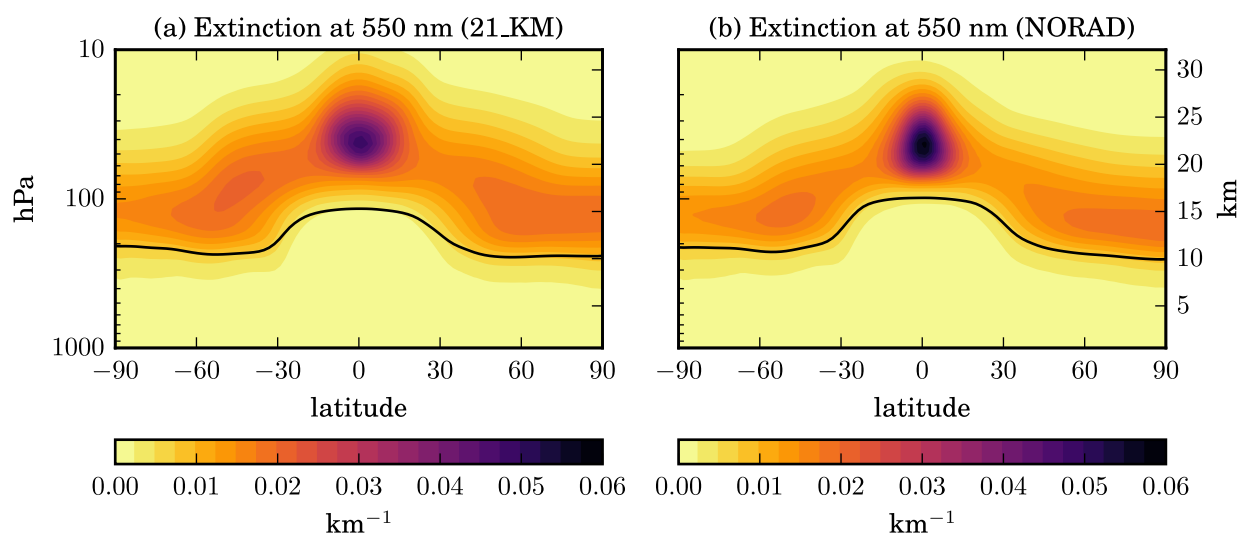 (a) Extinction at 550 nm (21_KM)
(b) Extinction at 550 nm (NORAD)
10
100
1000
hPa
30
25
20
15
10
5
km
−90 −60 −30 0 30 60 90
−90 −60 −30 0 30 60 90
latitude
latitude
0.00 0.01 0.02 0.03 0.04 0.05 0.06
0.00 0.01 0.02 0.03 0.04 0.05 0.06
km⁻¹
km⁻¹